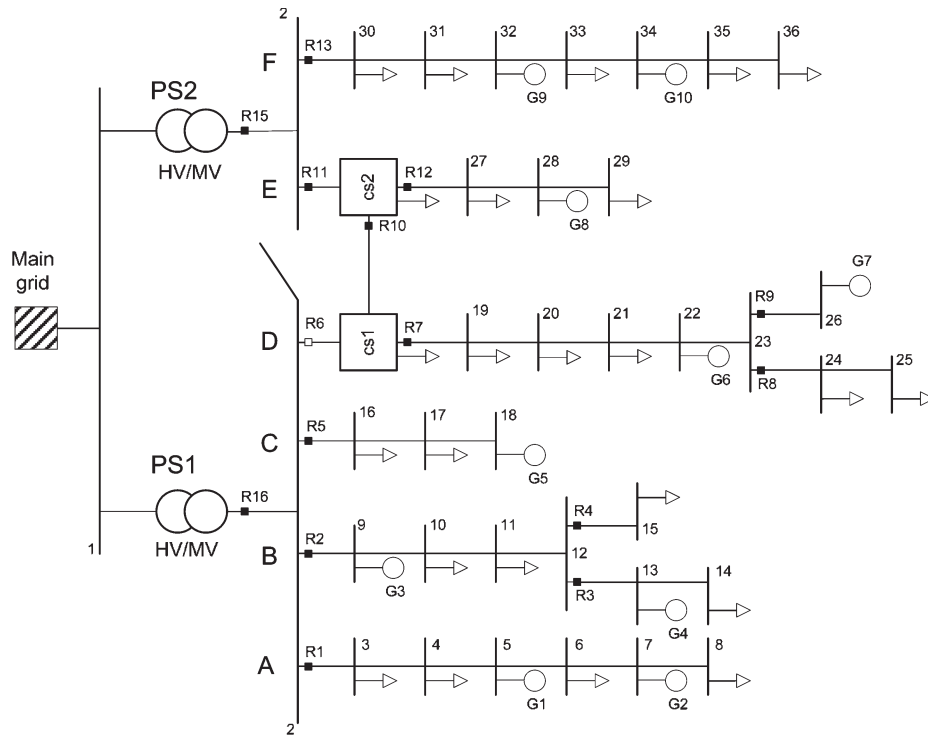 2
F
R13
30
31
32
33
34
35
36
G9
G10
PS2
R15
HV/MV
E
R11
cs2
R12
27
28
29
G8
R10
Main
grid
D
R6
cs1
R7
19
20
21
22
G6
R9
23
R8
G7
26
24
25
C
R5
16
17
18
G5
PS1
R16
HV/MV
1
B
R2
9
10
11
G3
R4
12
R3
15
13
14
G4
A
R1
3
4
5
6
7
8
G1
G2
2